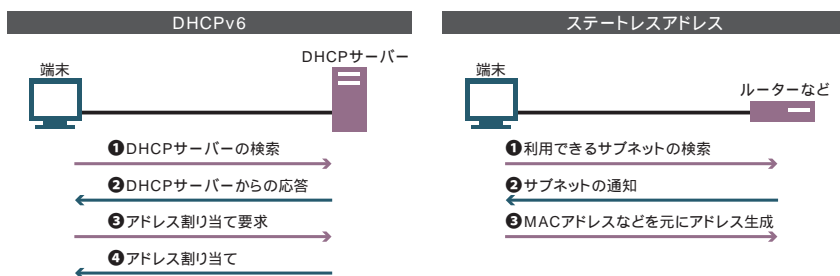 DHCPv6
端末
DHCPサーバー
❶DHCPサーバーの検索
❷DHCPサーバーからの応答
❸アドレス割り当て要求
❹アドレス割り当て
ステートレスアドレス
端末
ルーターなど
❶利用できるサブネットの検索
❷サブネットの通知
❸MACアドレスなどを元にアドレス生成